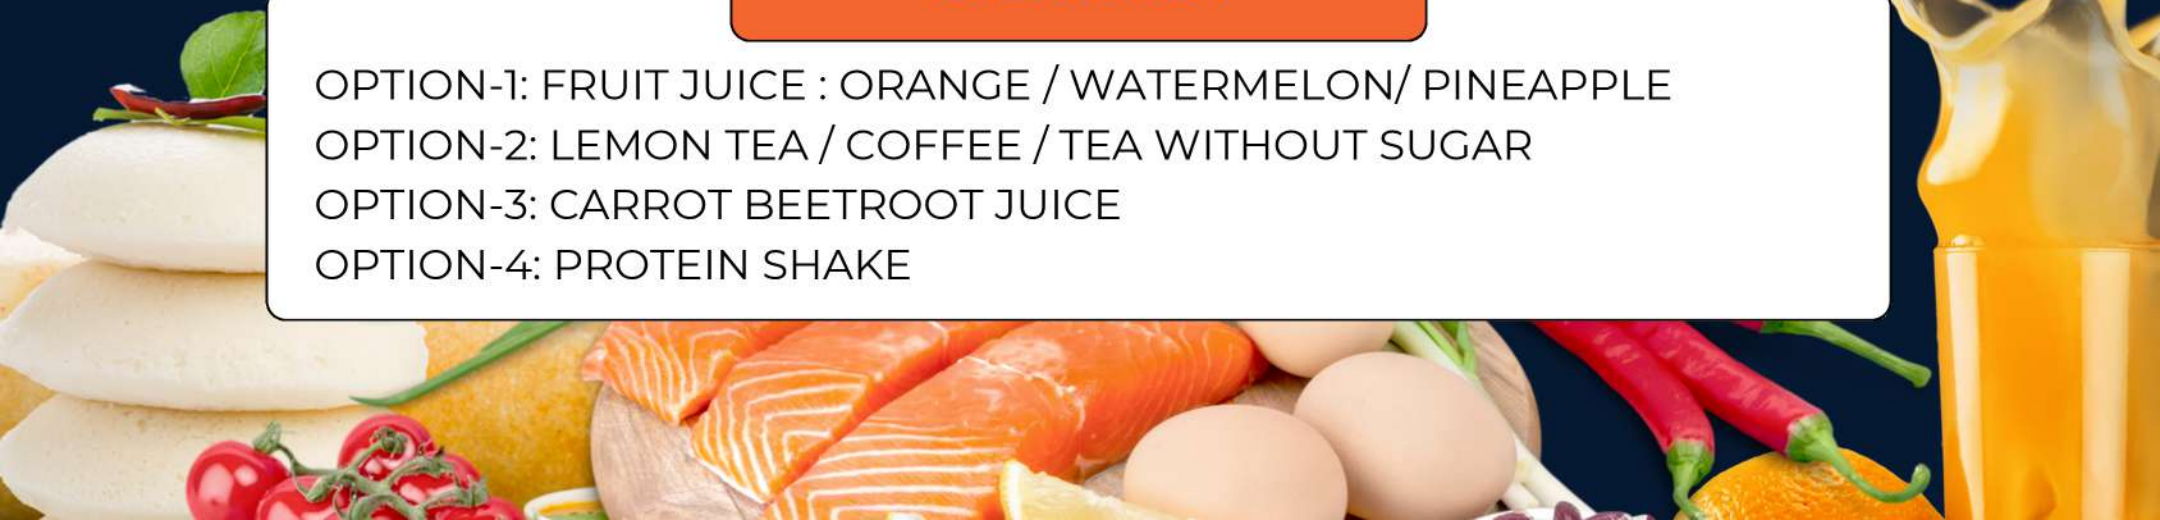 OPTION-1: FRUIT JUICE : ORANGE / WATERMELON/ PINEAPPLE
OPTION-2: LEMON TEA / COFFEE / TEA WITHOUT SUGAR
OPTION-3: CARROT BEETROOT JUICE
OPTION-4: PROTEIN SHAKE